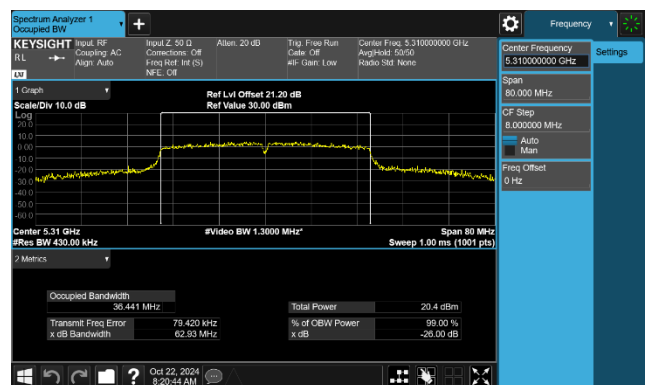 Spectrum Analyzer 1
Occupied BW
Frequency
KEYSIGHT
RL
Input: RF
Coupling: AC
Align: Auto
Input Z: 50 Ω
Corrections: Off
Freq Ref: Int (S)
NFE: Off
Atten: 20 dB
Trig: Free Run
Gate: Off
#IF Gain: Low
Center Freq: 5.310000000 GHz
Avg|Hold: 50/50
Radio Std: None
LXI
1 Graph
Scale/Div 10.0 dB
Ref Lvl Offset 21.20 dB
Ref Value 30.00 dBm
Log
20.0
10.0
0.00
-10.0
-20.0
-30.0
-40.0
-50.0
-60.0
Center 5.31 GHz
#Res BW 430.00 kHz
#Video BW 1.3000 MHz*
Span 80 MHz
Sweep 1.00 ms (1001 pts)
2 Metrics
Occupied Bandwidth
36.441 MHz
Transmit Freq Error 79.420 kHz
x dB Bandwidth 62.93 MHz
Total Power 20.4 dBm
% of OBW Power 99.00 %
x dB -26.00 dB
Center Frequency
5.310000000 GHz
Settings
Span
80.000 MHz
CF Step
8.000000 MHz
Auto
Man
Freq Offset
0 Hz
?
Oct 22, 2024
8:20:44 AM